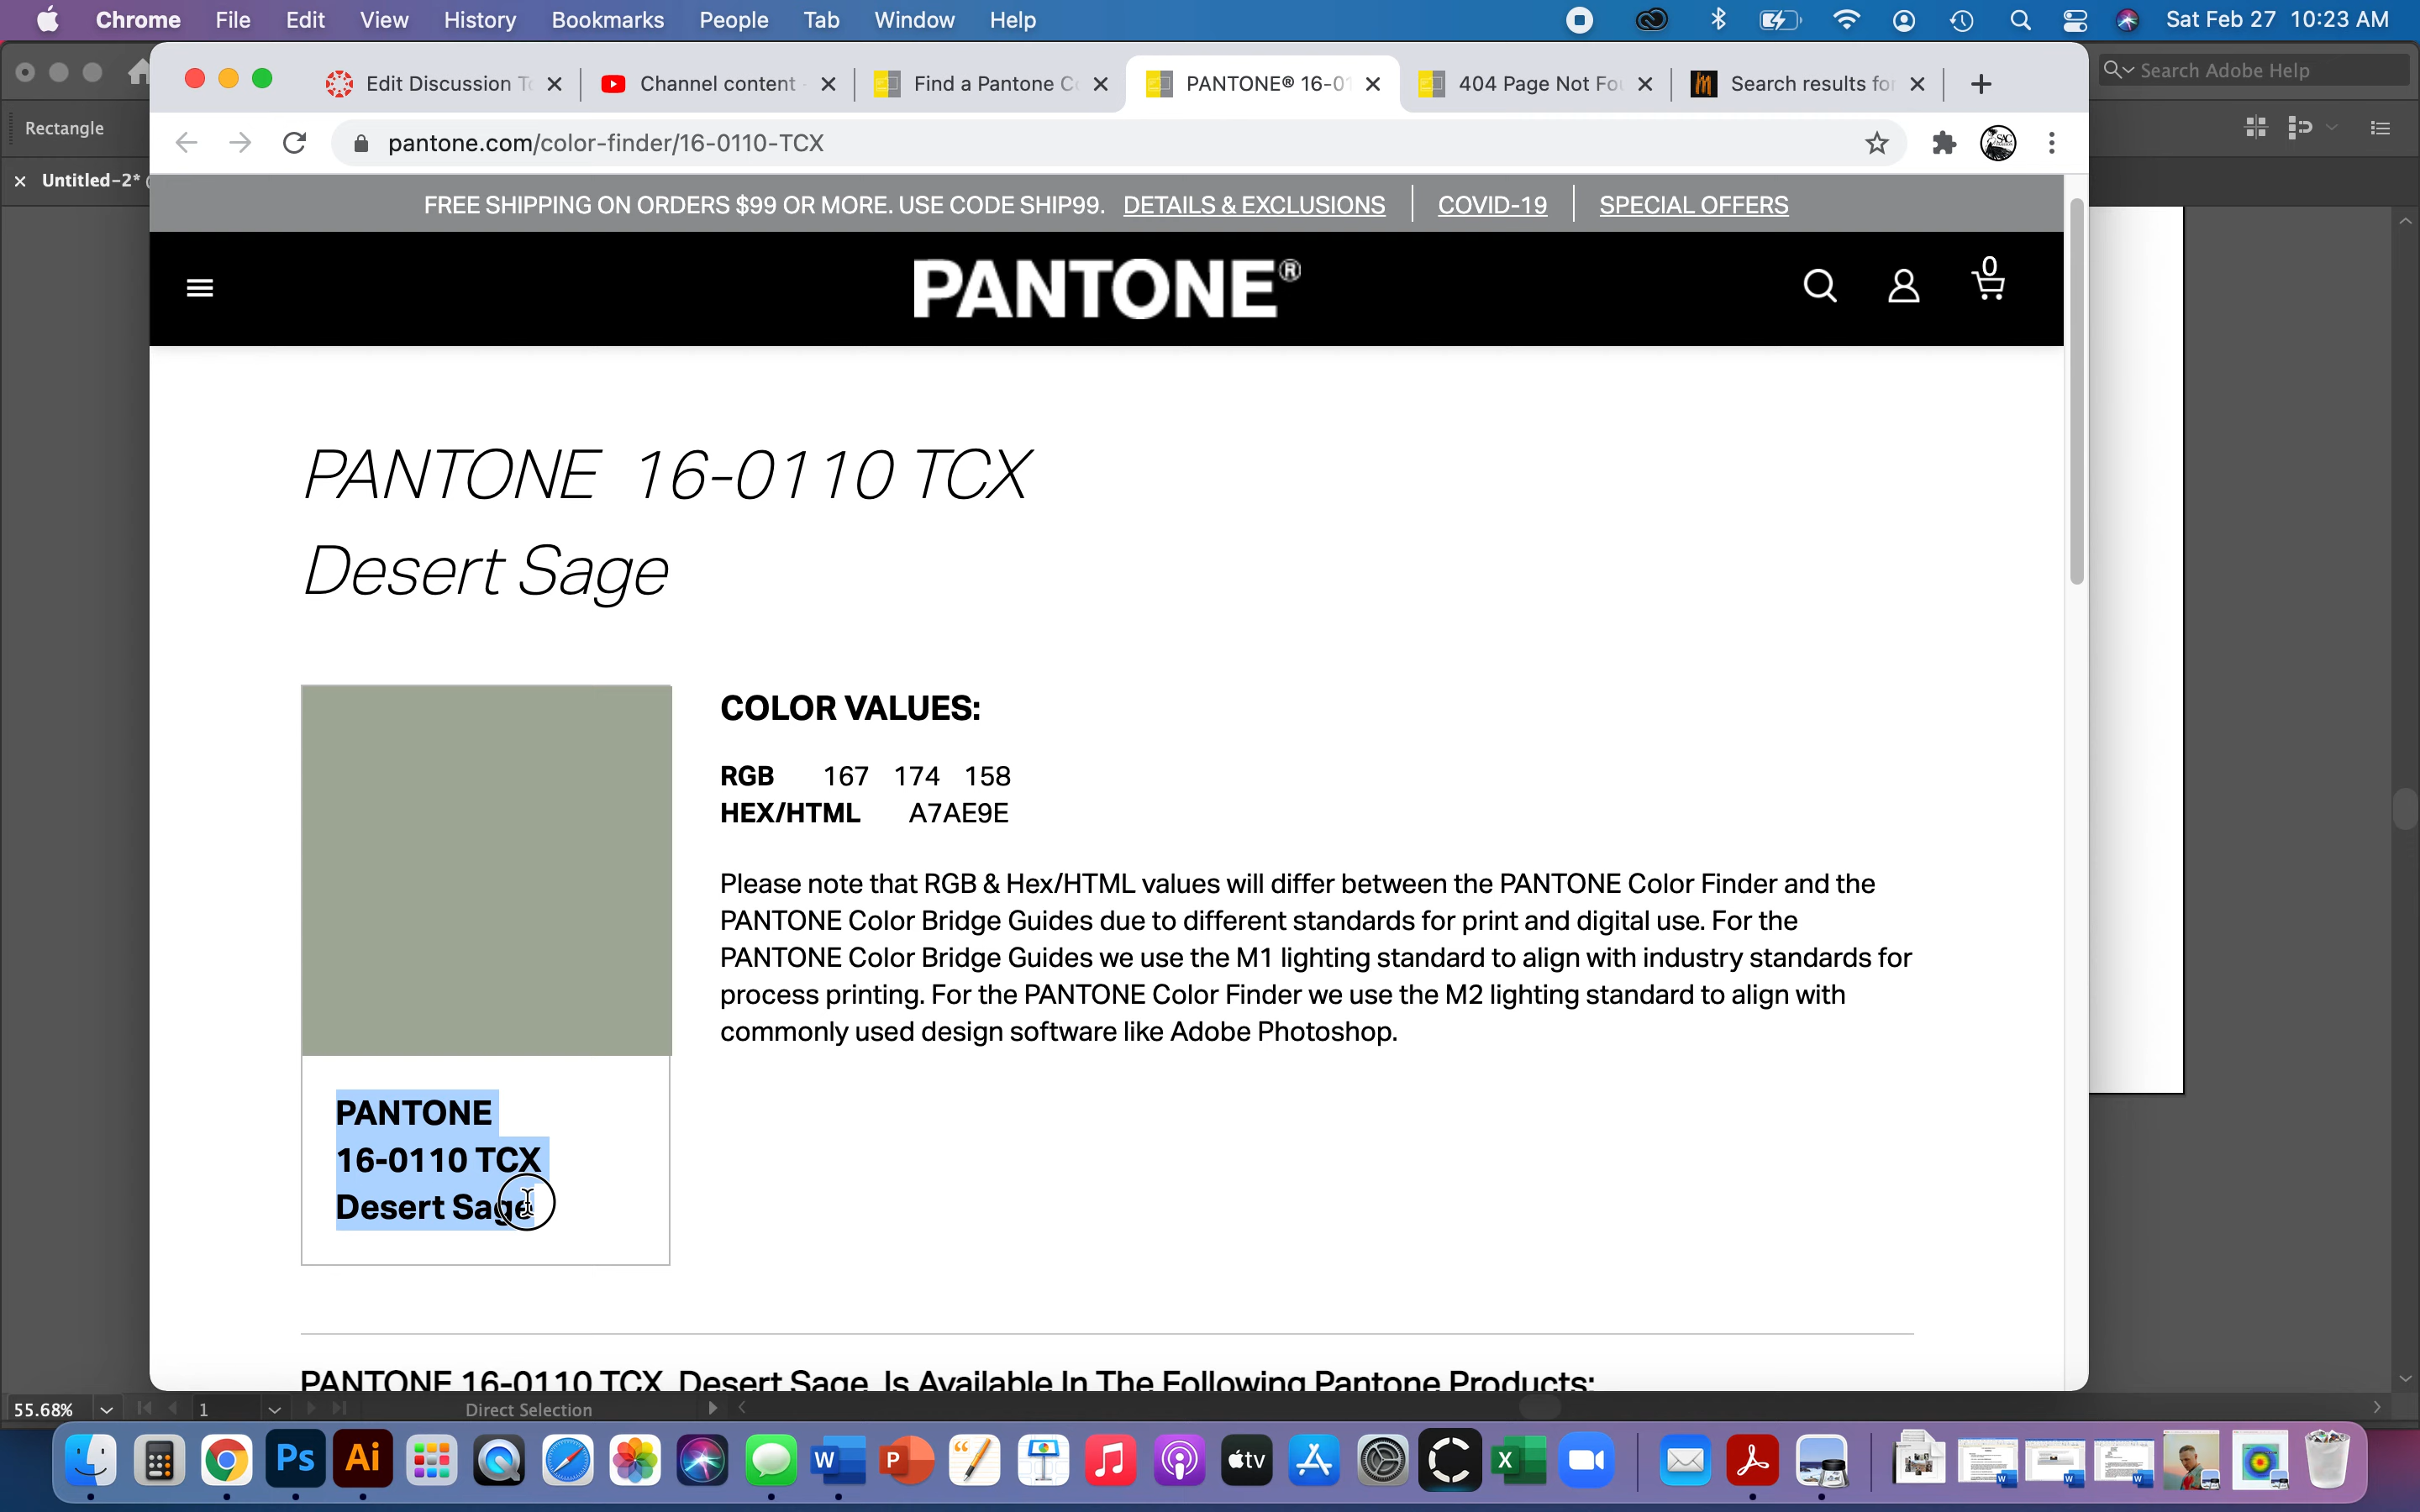 Chrome File Edit View History Bookmarks People Tab Window Help Sat Feb 27 10:23 AM
Edit Discussion Channel content Find a Pantone PANTONE® 16-01 404 Page Not Search results
Search Adobe Help
Rectangle
pantone.com/color-finder/16-0110-TCX
Untitled-2*
FREE SHIPPING ON ORDERS $99 OR MORE. USE CODE SHIP99. DETAILS & EXCLUSIONS COVID-19 SPECIAL OFFERS
PANTONE®
0
PANTONE 16-0110 TCX
Desert Sage
COLOR VALUES:
RGB 167 174 158
HEX/HTML A7AE9E
Please note that RGB & Hex/HTML values will differ between the PANTONE Color Finder and the
PANTONE Color Bridge Guides due to different standards for print and digital use. For the
PANTONE Color Bridge Guides we use the M1 lighting standard to align with industry standards for
process printing. For the PANTONE Color Finder we use the M2 lighting standard to align with
commonly used design software like Adobe Photoshop.
PANTONE
16-0110 TCX
Desert Sage
PANTONE 16-0110 TCX Desert Sage Is Available In The Following Pantone Products:
55.68% 1 Direct Selection
Ps Ai W P tv X